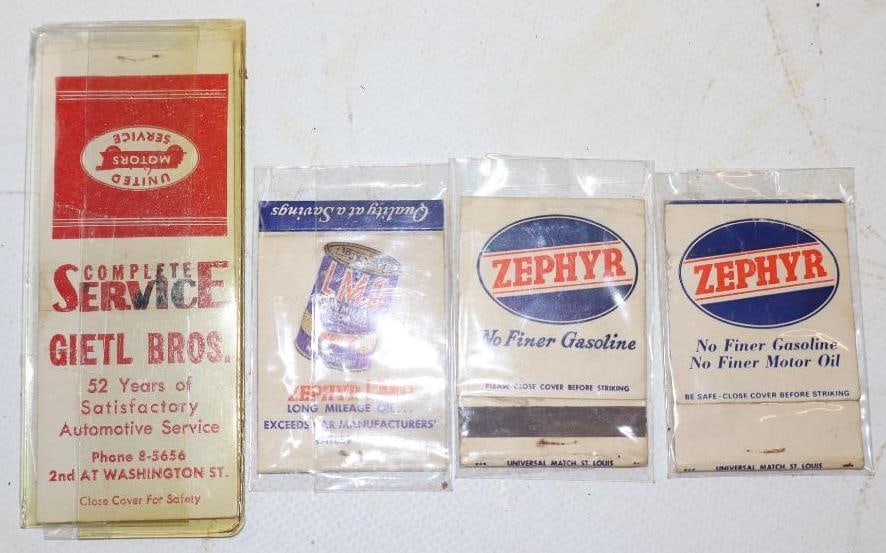 UNITED
MOTORS
SERVICE
COMPLETE
SERVICE
GIETL BROS.
52 Years of
Satisfactory
Automotive Service
Phone 8-5656
2nd AT WASHINGTON ST.
Close Cover For Safety
Quality at a Savings
L.M.O.
ZEPHYR
LONG MILEAGE OIL...
EXCEEDS CAR MANUFACTURERS'
ZEPHYR
No Finer Gasoline
PLEASE CLOSE COVER BEFORE STRIKING
UNIVERSAL MATCH ST. LOUIS
ZEPHYR
No Finer Gasoline
No Finer Motor Oil
BE SAFE - CLOSE COVER BEFORE STRIKING
UNIVERSAL MATCH ST. LOUIS